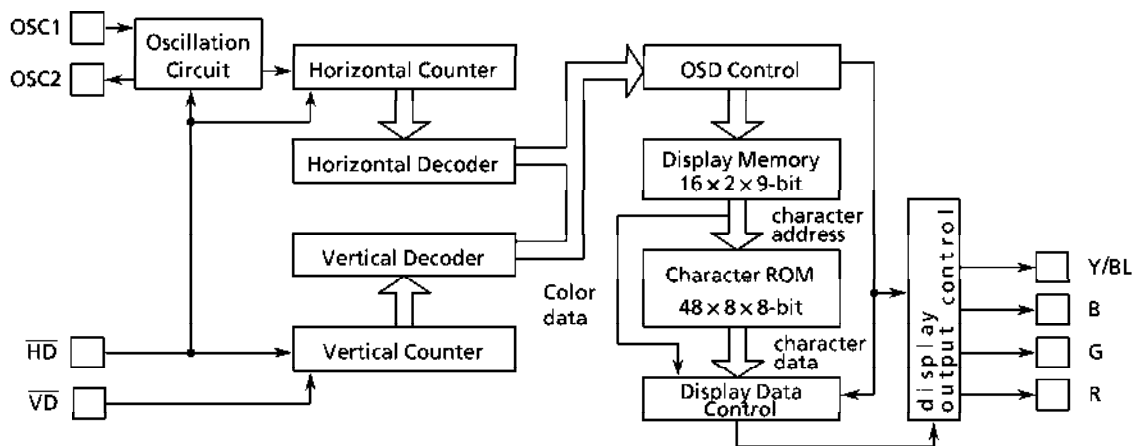 OSC1
OSC2
Oscillation
Circuit
Horizontal Counter
Horizontal Decoder
Vertical Decoder
Vertical Counter
HD
VD
OSD Control
Display Memory
16 × 2 × 9-bit
character
address
Character ROM
48 × 8 × 8-bit
Color
data
character
data
Display Data
Control
display
output control
Y/BL
B
G
R